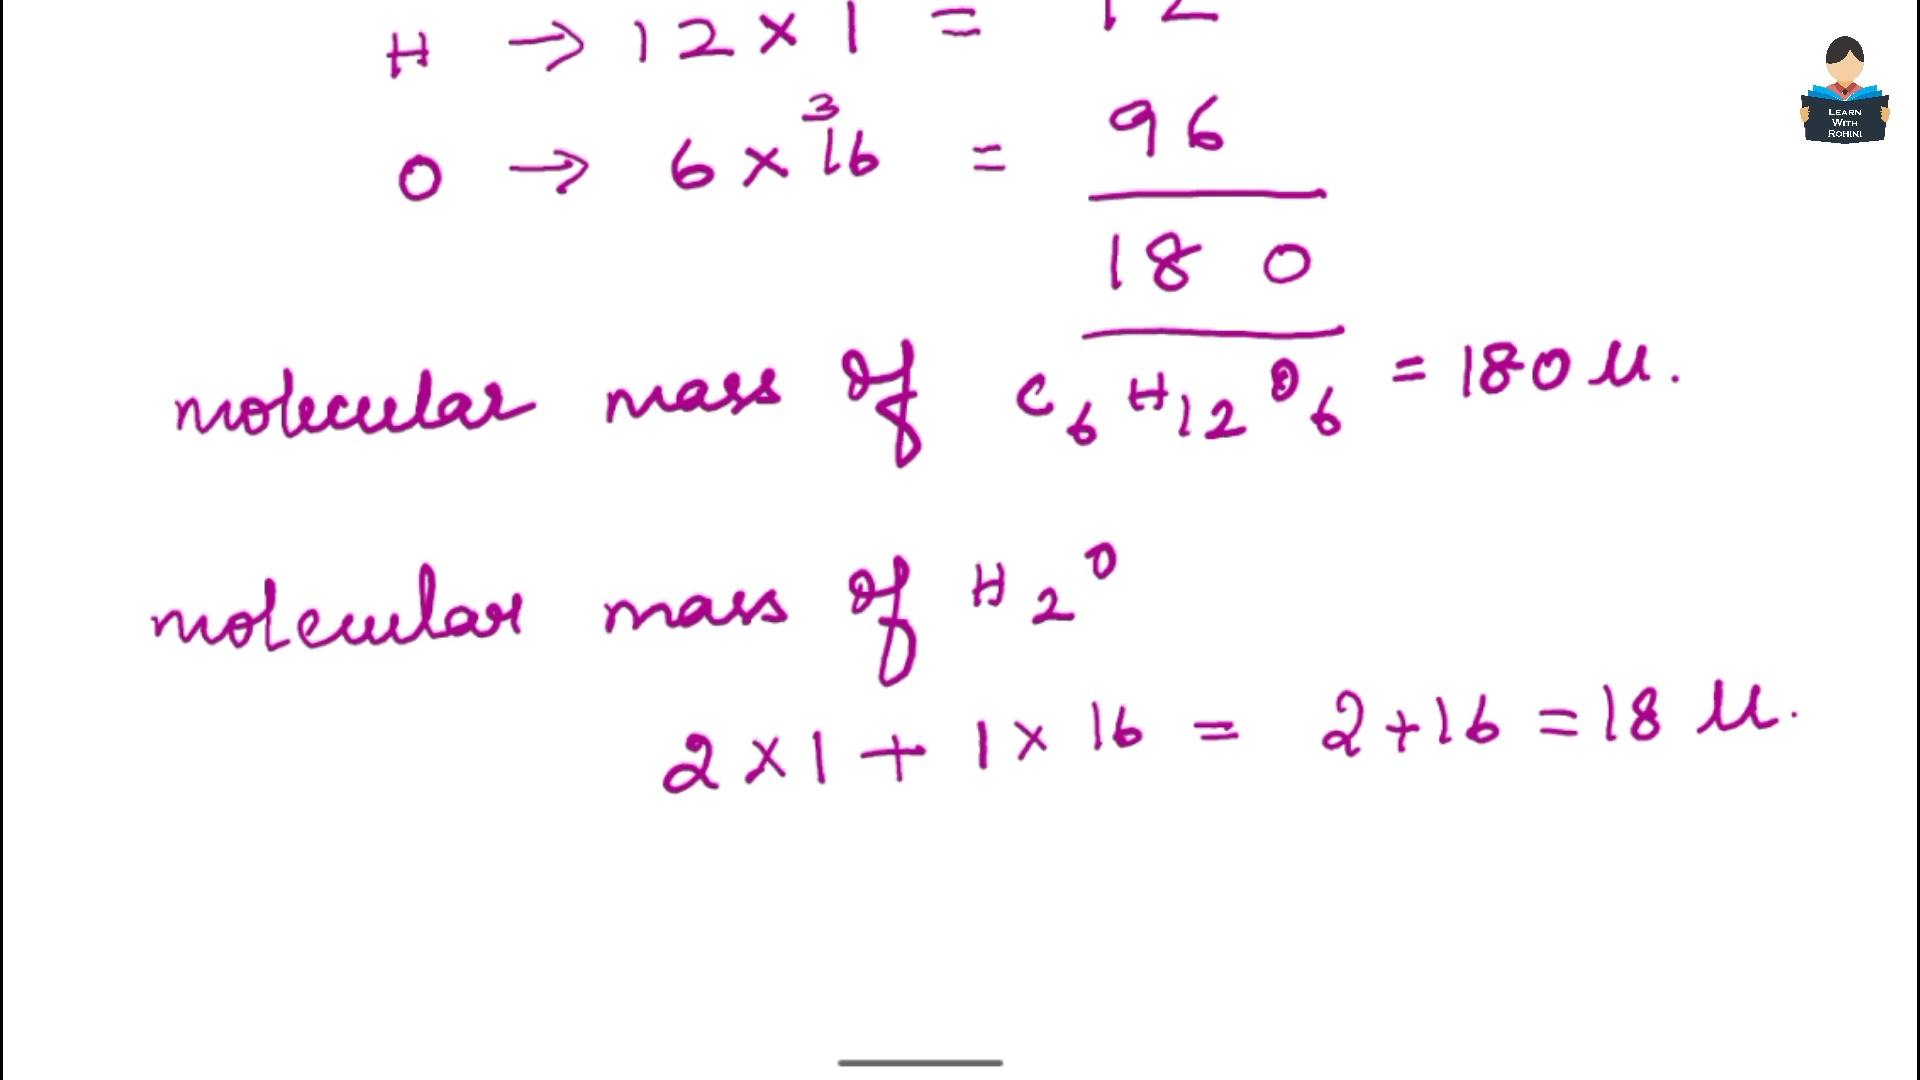 H → 12 × 1 = 12
3
O → 6 × 16 = 96
180
molecular mass of C6H12O6 = 180 u.
molecular mass of H2O
2 × 1 + 1 × 16 = 2 + 16 = 18 u.
LEARN
WITH
ROHINI